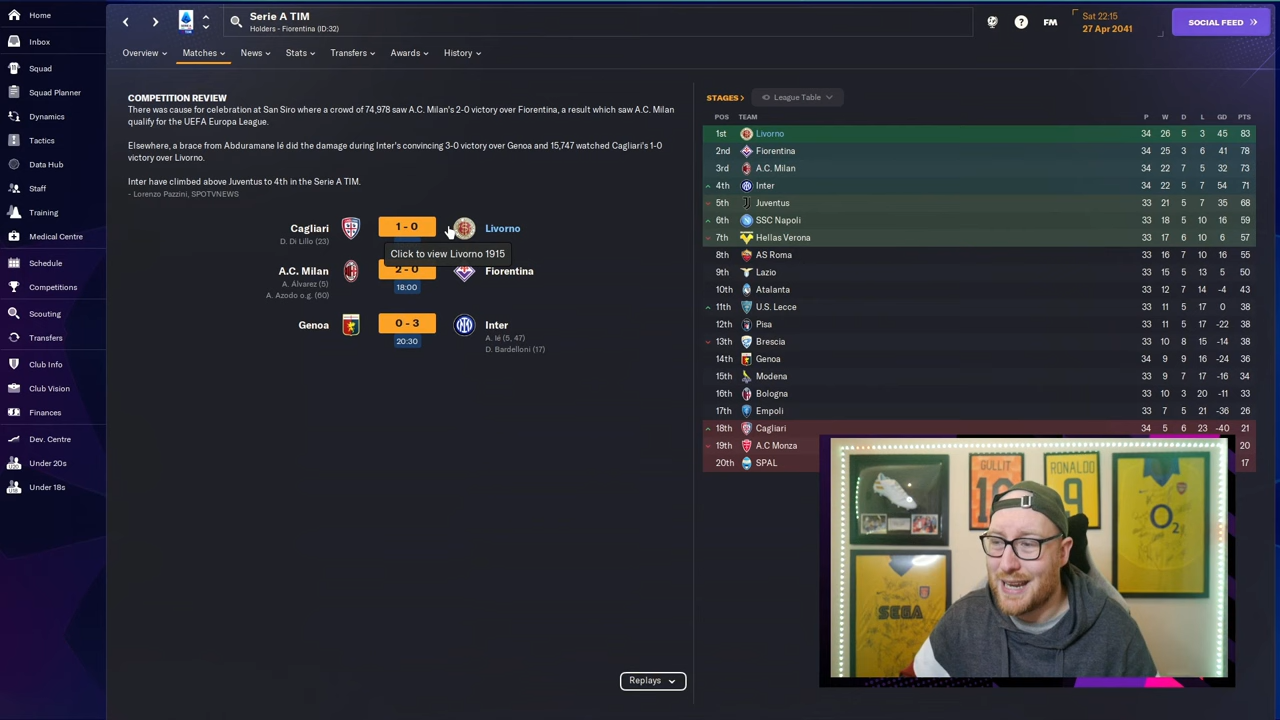 Home
Inbox
Squad
Squad Planner
Dynamics
Tactics
Data Hub
Staff
Training
Medical Centre
Schedule
Competitions
Scouting
Transfers
Club Info
Club Vision
Finances
Dev. Centre
Under 20s
Under 18s
Serie A TIM
Holders - Fiorentina (ID:32)
FM
Sat 22:15
27 Apr 2041
SOCIAL FEED
Overview
Matches
News
Stats
Transfers
Awards
History
COMPETITION REVIEW
There was cause for celebration at San Siro where a crowd of 74,978 saw A.C. Milan's 2-0 victory over Fiorentina, a result which saw A.C. Milan
qualify for the UEFA Europa League.
Elsewhere, a brace from Abduramane Ié did the damage during Inter's convincing 3-0 victory over Genoa and 15,747 watched Cagliari's 1-0
victory over Livorno.
Inter have climbed above Juventus to 4th in the Serie A TIM.
- Lorenzo Pazzini, SPOTVNEWS
Cagliari 1 - 0 Livorno
D. Di Lillo (23)
Click to view Livorno 1915
A.C. Milan 2 - 0 Fiorentina
A. Álvarez (5)
18:00
A. Azodo o.g. (60)
Genoa 0 - 3 Inter
20:30
A. Ié (5, 47)
D. Bardelloni (17)
Replays
STAGES
League Table
POS TEAM P W D L GD PTS
1st Livorno 34 26 5 3 45 83
2nd Fiorentina 34 25 3 6 41 78
3rd A.C. Milan 34 22 7 5 32 73
4th Inter 34 22 5 7 54 71
5th Juventus 33 21 5 7 35 68
6th SSC Napoli 33 18 5 10 16 59
7th Hellas Verona 33 17 6 10 6 57
8th AS Roma 33 16 7 10 16 55
9th Lazio 33 15 5 13 5 50
10th Atalanta 33 12 7 14 -4 43
11th U.S. Lecce 33 11 5 17 0 38
12th Pisa 33 11 5 17 -22 38
13th Brescia 33 10 8 15 -14 38
14th Genoa 34 9 9 16 -24 36
15th Modena 33 9 7 17 -16 34
16th Bologna 33 10 3 20 -11 33
17th Empoli 33 7 5 21 -36 26
18th Cagliari 34 5 6 23 -40 21
19th A.C Monza 20
20th SPAL 17
GULLIT
RONALDO
9
O2
SEGA